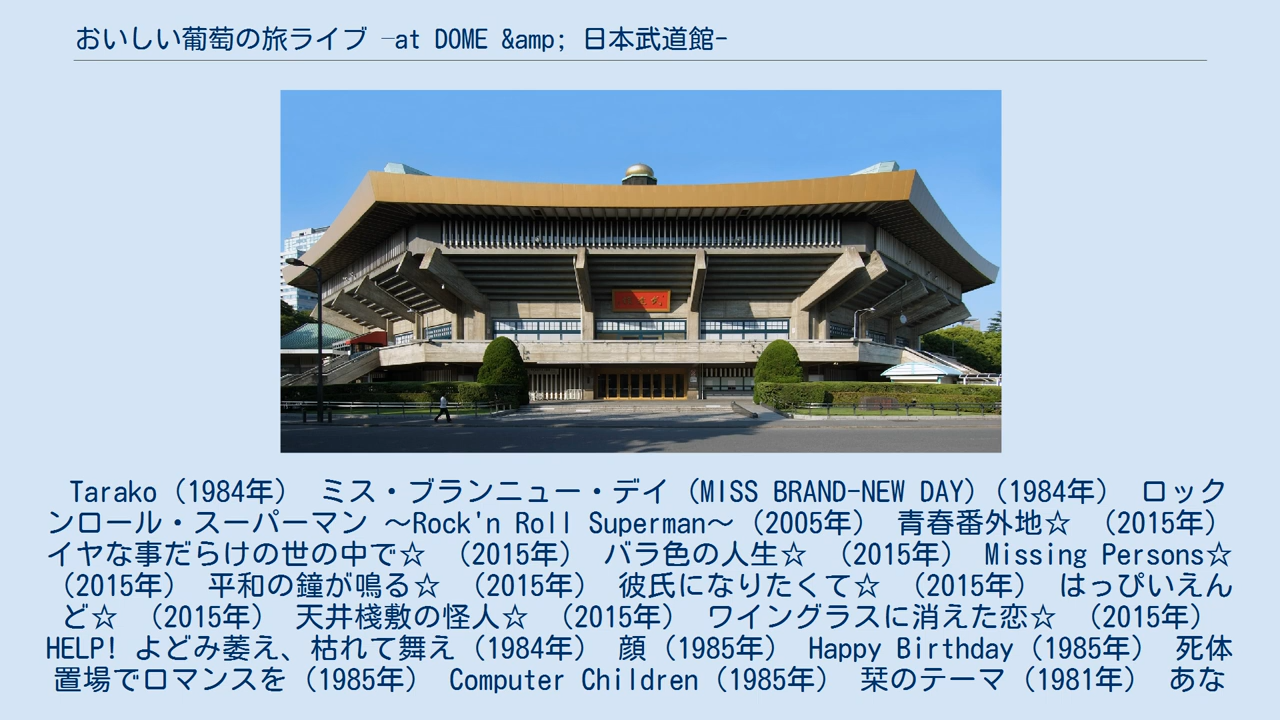 おいしい葡萄の旅ライブ –at DOME &amp; 日本武道館-
Tarako（1984年） ミス・ブランニュー・デイ (MISS BRAND-NEW DAY)（1984年） ロック
ンロール・スーパーマン 〜Rock'n Roll Superman〜（2005年） 青春番外地☆ （2015年）
イヤな事だらけの世の中で☆ （2015年） バラ色の人生☆ （2015年） Missing Persons☆
（2015年） 平和の鐘が鳴る☆ （2015年） 彼氏になりたくて☆ （2015年） はっぴいえん
ど☆ （2015年） 天井棧敷の怪人☆ （2015年） ワイングラスに消えた恋☆ （2015年）
HELP! よどみ萎え、枯れて舞え（1984年） 顔（1985年） Happy Birthday（1985年） 死体
置場でロマンスを（1985年） Computer Children（1985年） 栞のテーマ（1981年） あな